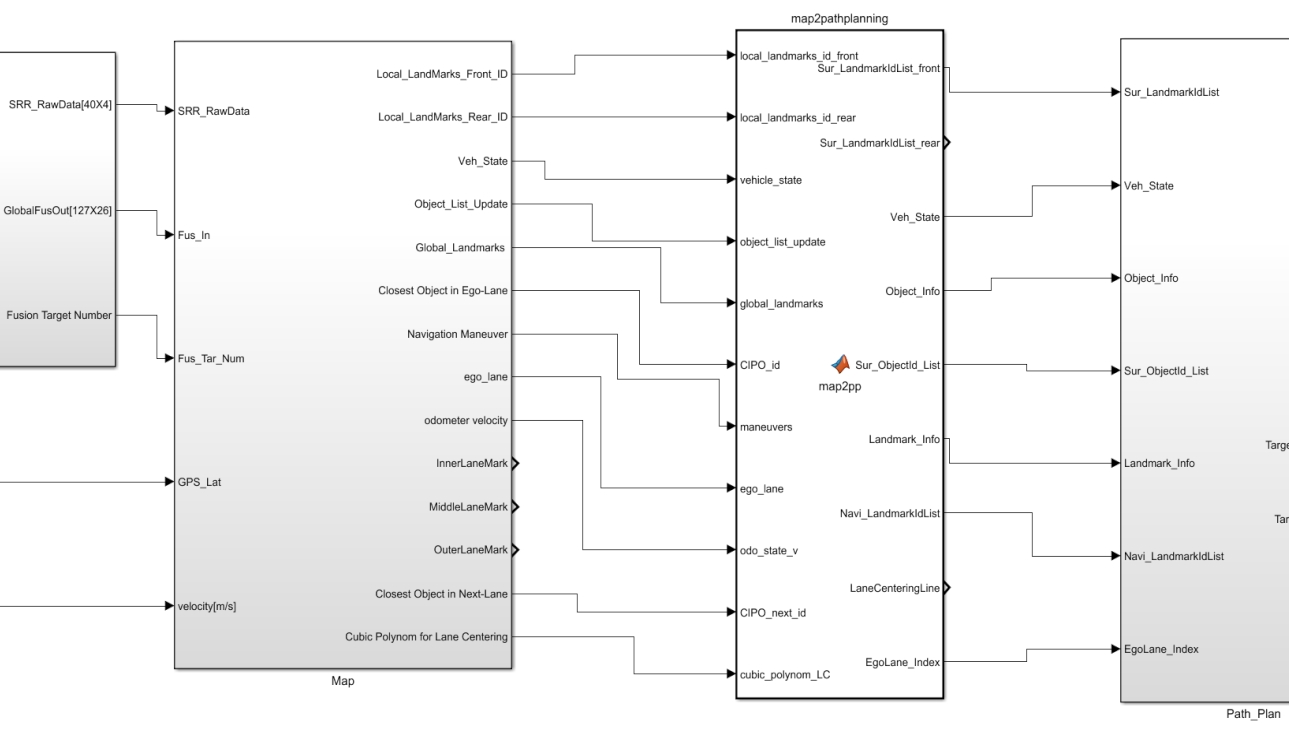 SRR_RawData[40X4]
GlobalFusOut[127X26]
Fusion Target Number
SRR_RawData
Fus_In
Fus_Tar_Num
GPS_Lat
velocity[m/s]
Local_LandMarks_Front_ID
Local_LandMarks_Rear_ID
Veh_State
Object_List_Update
Global_Landmarks
Closest Object in Ego-Lane
Navigation Maneuver
ego_lane
odometer velocity
InnerLaneMark
MiddleLaneMark
OuterLaneMark
Closest Object in Next-Lane
Cubic Polynom for Lane Centering
Map
map2pathplanning
local_landmarks_id_front
local_landmarks_id_rear
vehicle_state
object_list_update
global_landmarks
CIPO_id
maneuvers
ego_lane
odo_state_v
CIPO_next_id
cubic_polynom_LC
map2pp
Sur_LandmarkIdList_front
Sur_LandmarkIdList_rear
Veh_State
Object_Info
Sur_ObjectId_List
Landmark_Info
Navi_LandmarkIdList
LaneCenteringLine
EgoLane_Index
Sur_LandmarkIdList
Veh_State
Object_Info
Sur_ObjectId_List
Landmark_Info
Navi_LandmarkIdList
EgoLane_Index
Path_Plan